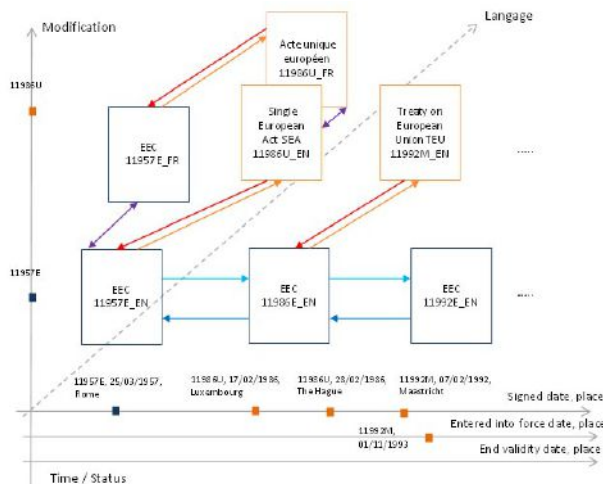 Modification
Langage
11986U
Acte unique
européen
11986U_FR
EEC
11957E_FR
Single
European
Act SEA
11986U_EN
Treaty on
European
Union TEU
11992M_EN
.....
11957E
EEC
11957E_EN
EEC
11986E_EN
EEC
11992E_EN
.....
11957E, 25/03/1957,
Rome
11986U, 17/02/1986,
Luxembourg
11986U, 28/02/1986,
The Hague
11992M, 07/02/1992,
Maastricht
Signed date, place
Entered into force date, place
11992M,
01/11/1993
End validity date, place
Time / Status